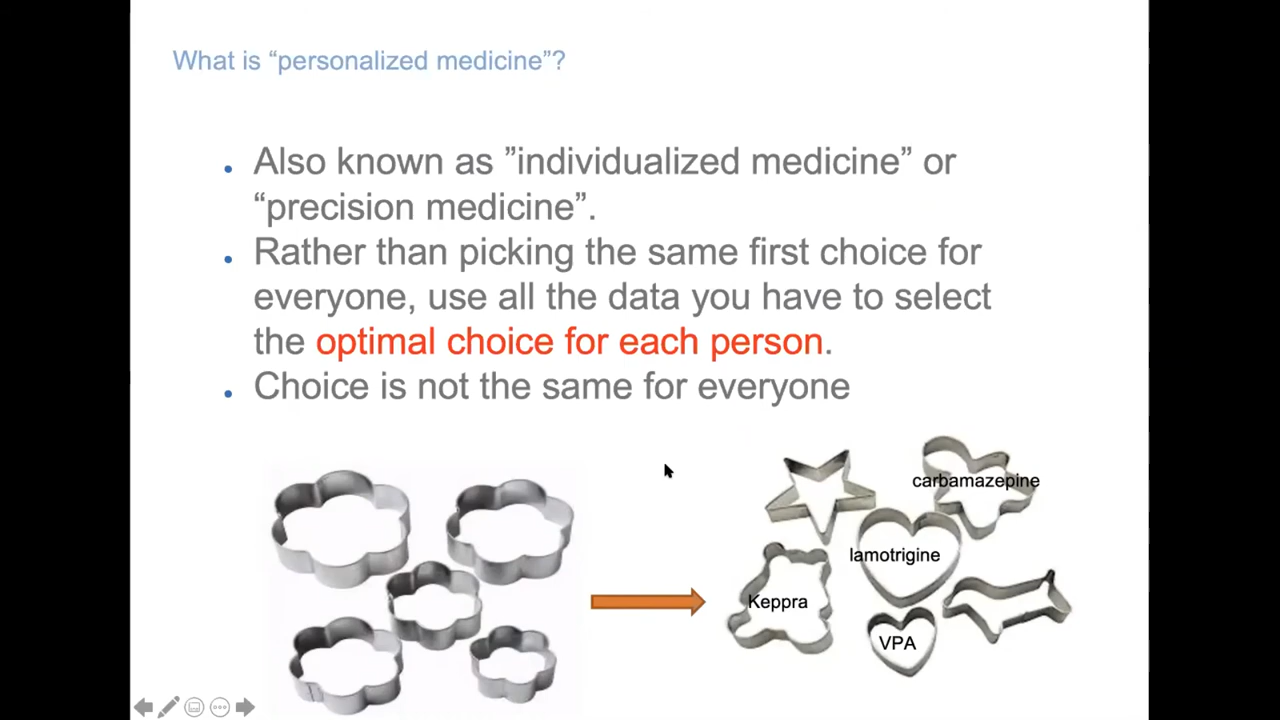 What is “personalized medicine”?
Also known as ”individualized medicine” or
“precision medicine”.
Rather than picking the same first choice for
everyone, use all the data you have to select
the optimal choice for each person.
Choice is not the same for everyone
carbamazepine
lamotrigine
Keppra
VPA